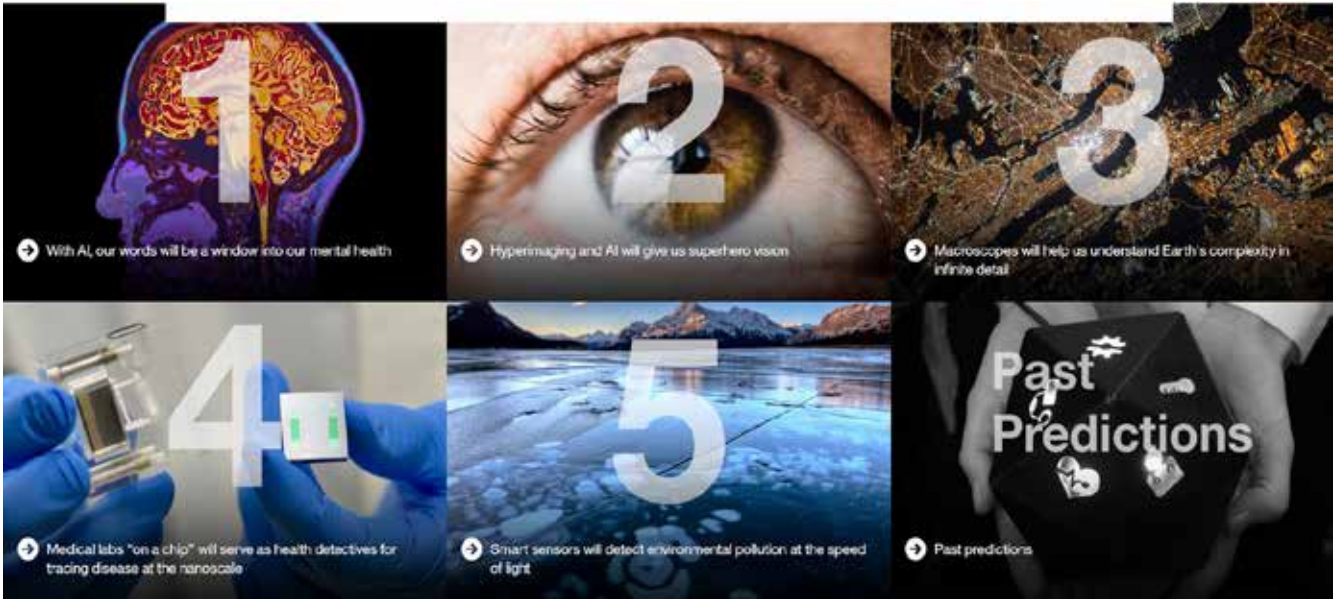 1
With AI, our words will be a window into our mental health
2
Hyperimaging and AI will give us superhero vision
3
Macroscopes will help us understand Earth's complexity in
infinite detail
4
Medical labs "on a chip" will serve as health detectives for
tracing disease at the nanoscale
5
Smart sensors will detect environmental pollution at the speed
of light
Past
Predictions
Past predictions